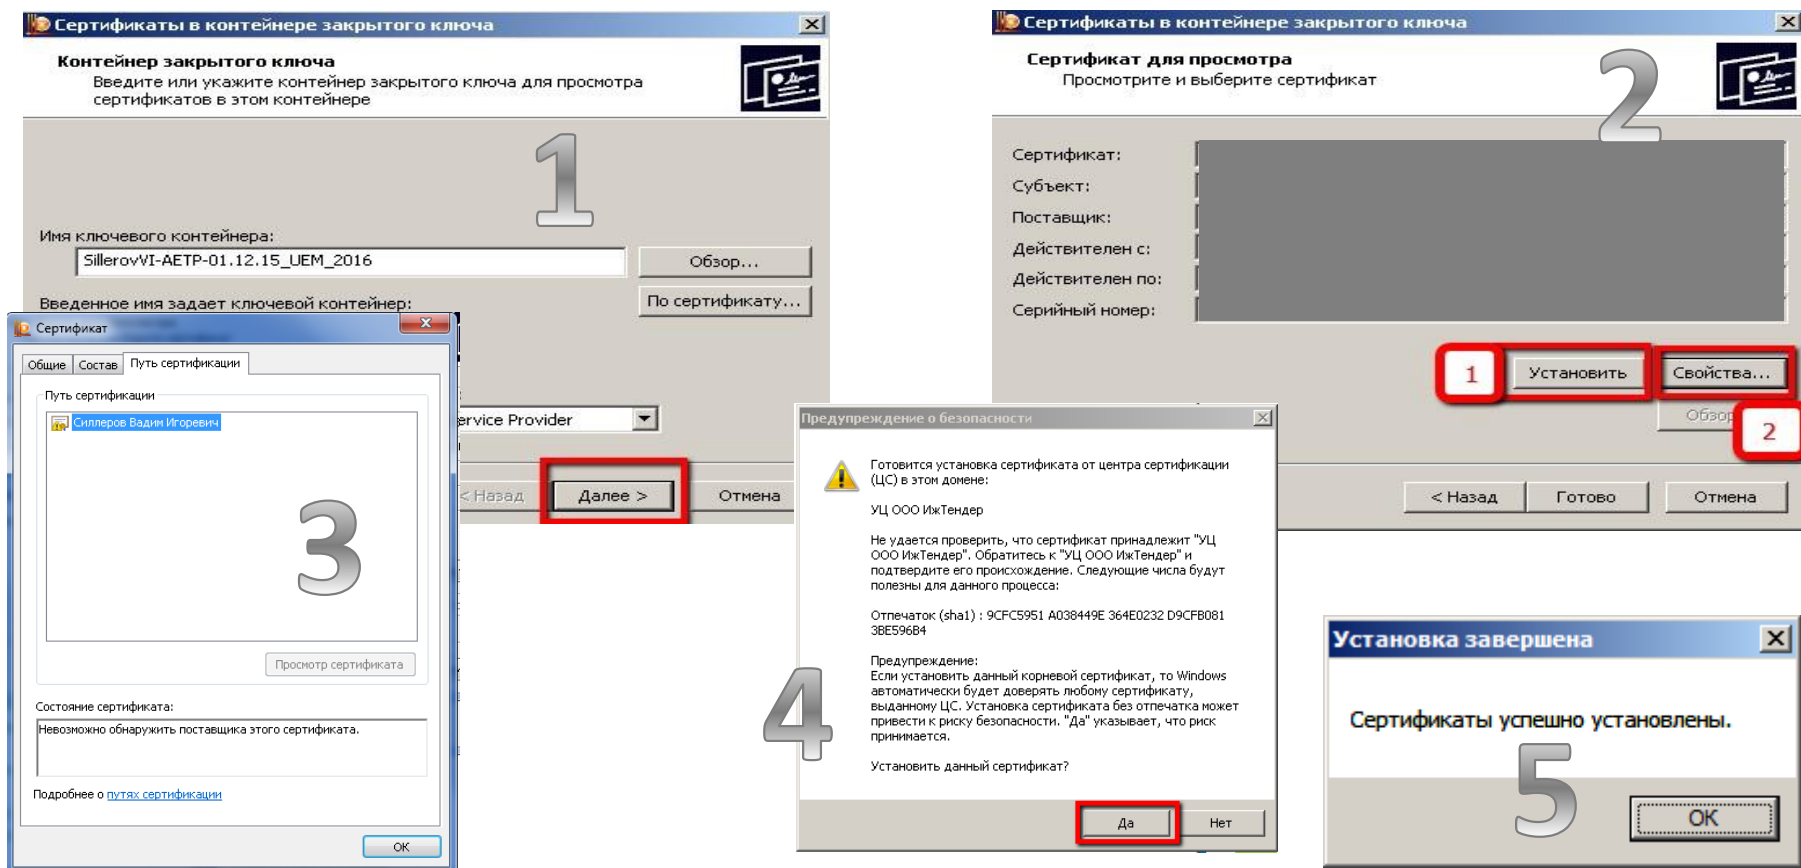 Сертификаты в контейнере закрытого ключа
Контейнер закрытого ключа
Введите или укажите контейнер закрытого ключа для просмотра
сертификатов в этом контейнере
1
Имя ключевого контейнера:
SillerovVI-AETP-01.12.15_UEM_2016
Обзор...
Введенное имя задает ключевой контейнер:
По сертификату...
ervice Provider
< Назад
Далее >
Отмена
Сертификаты в контейнере закрытого ключа
Сертификат для просмотра
Просмотрите и выберите сертификат
2
Сертификат:
Субъект:
Поставщик:
Действителен с:
Действителен по:
Серийный номер:
1
Установить
Свойства...
2
< Назад
Готово
Отмена
Сертификат
Общие
Состав
Путь сертификации
Путь сертификации
Силлеров Вадим Игоревич
3
Просмотр сертификата
Состояние сертификата:
Невозможно обнаружить поставщика этого сертификата.
Подробнее о путях сертификации
OK
Предупреждение о безопасности
Готовится установка сертификата от центра сертификации
(ЦС) в этом домене:
УЦ ООО ИжТендер
Не удается проверить, что сертификат принадлежит "УЦ
ООО ИжТендер". Обратитесь к "УЦ ООО ИжТендер" и
подтвердите его происхождение. Следующие числа будут
полезны для данного процесса:
Отпечаток (sha1) : 9CFC5951 A038449E 364E0232 D9CFB081
3BE596B4
Предупреждение:
Если установить данный корневой сертификат, то Windows
автоматически будет доверять любому сертификату,
выданному ЦС. Установка сертификата без отпечатка может
привести к риску безопасности. "Да" указывает, что риск
принимается.
Установить данный сертификат?
4
Да
Нет
Установка завершена
Сертификаты успешно установлены.
5
OK